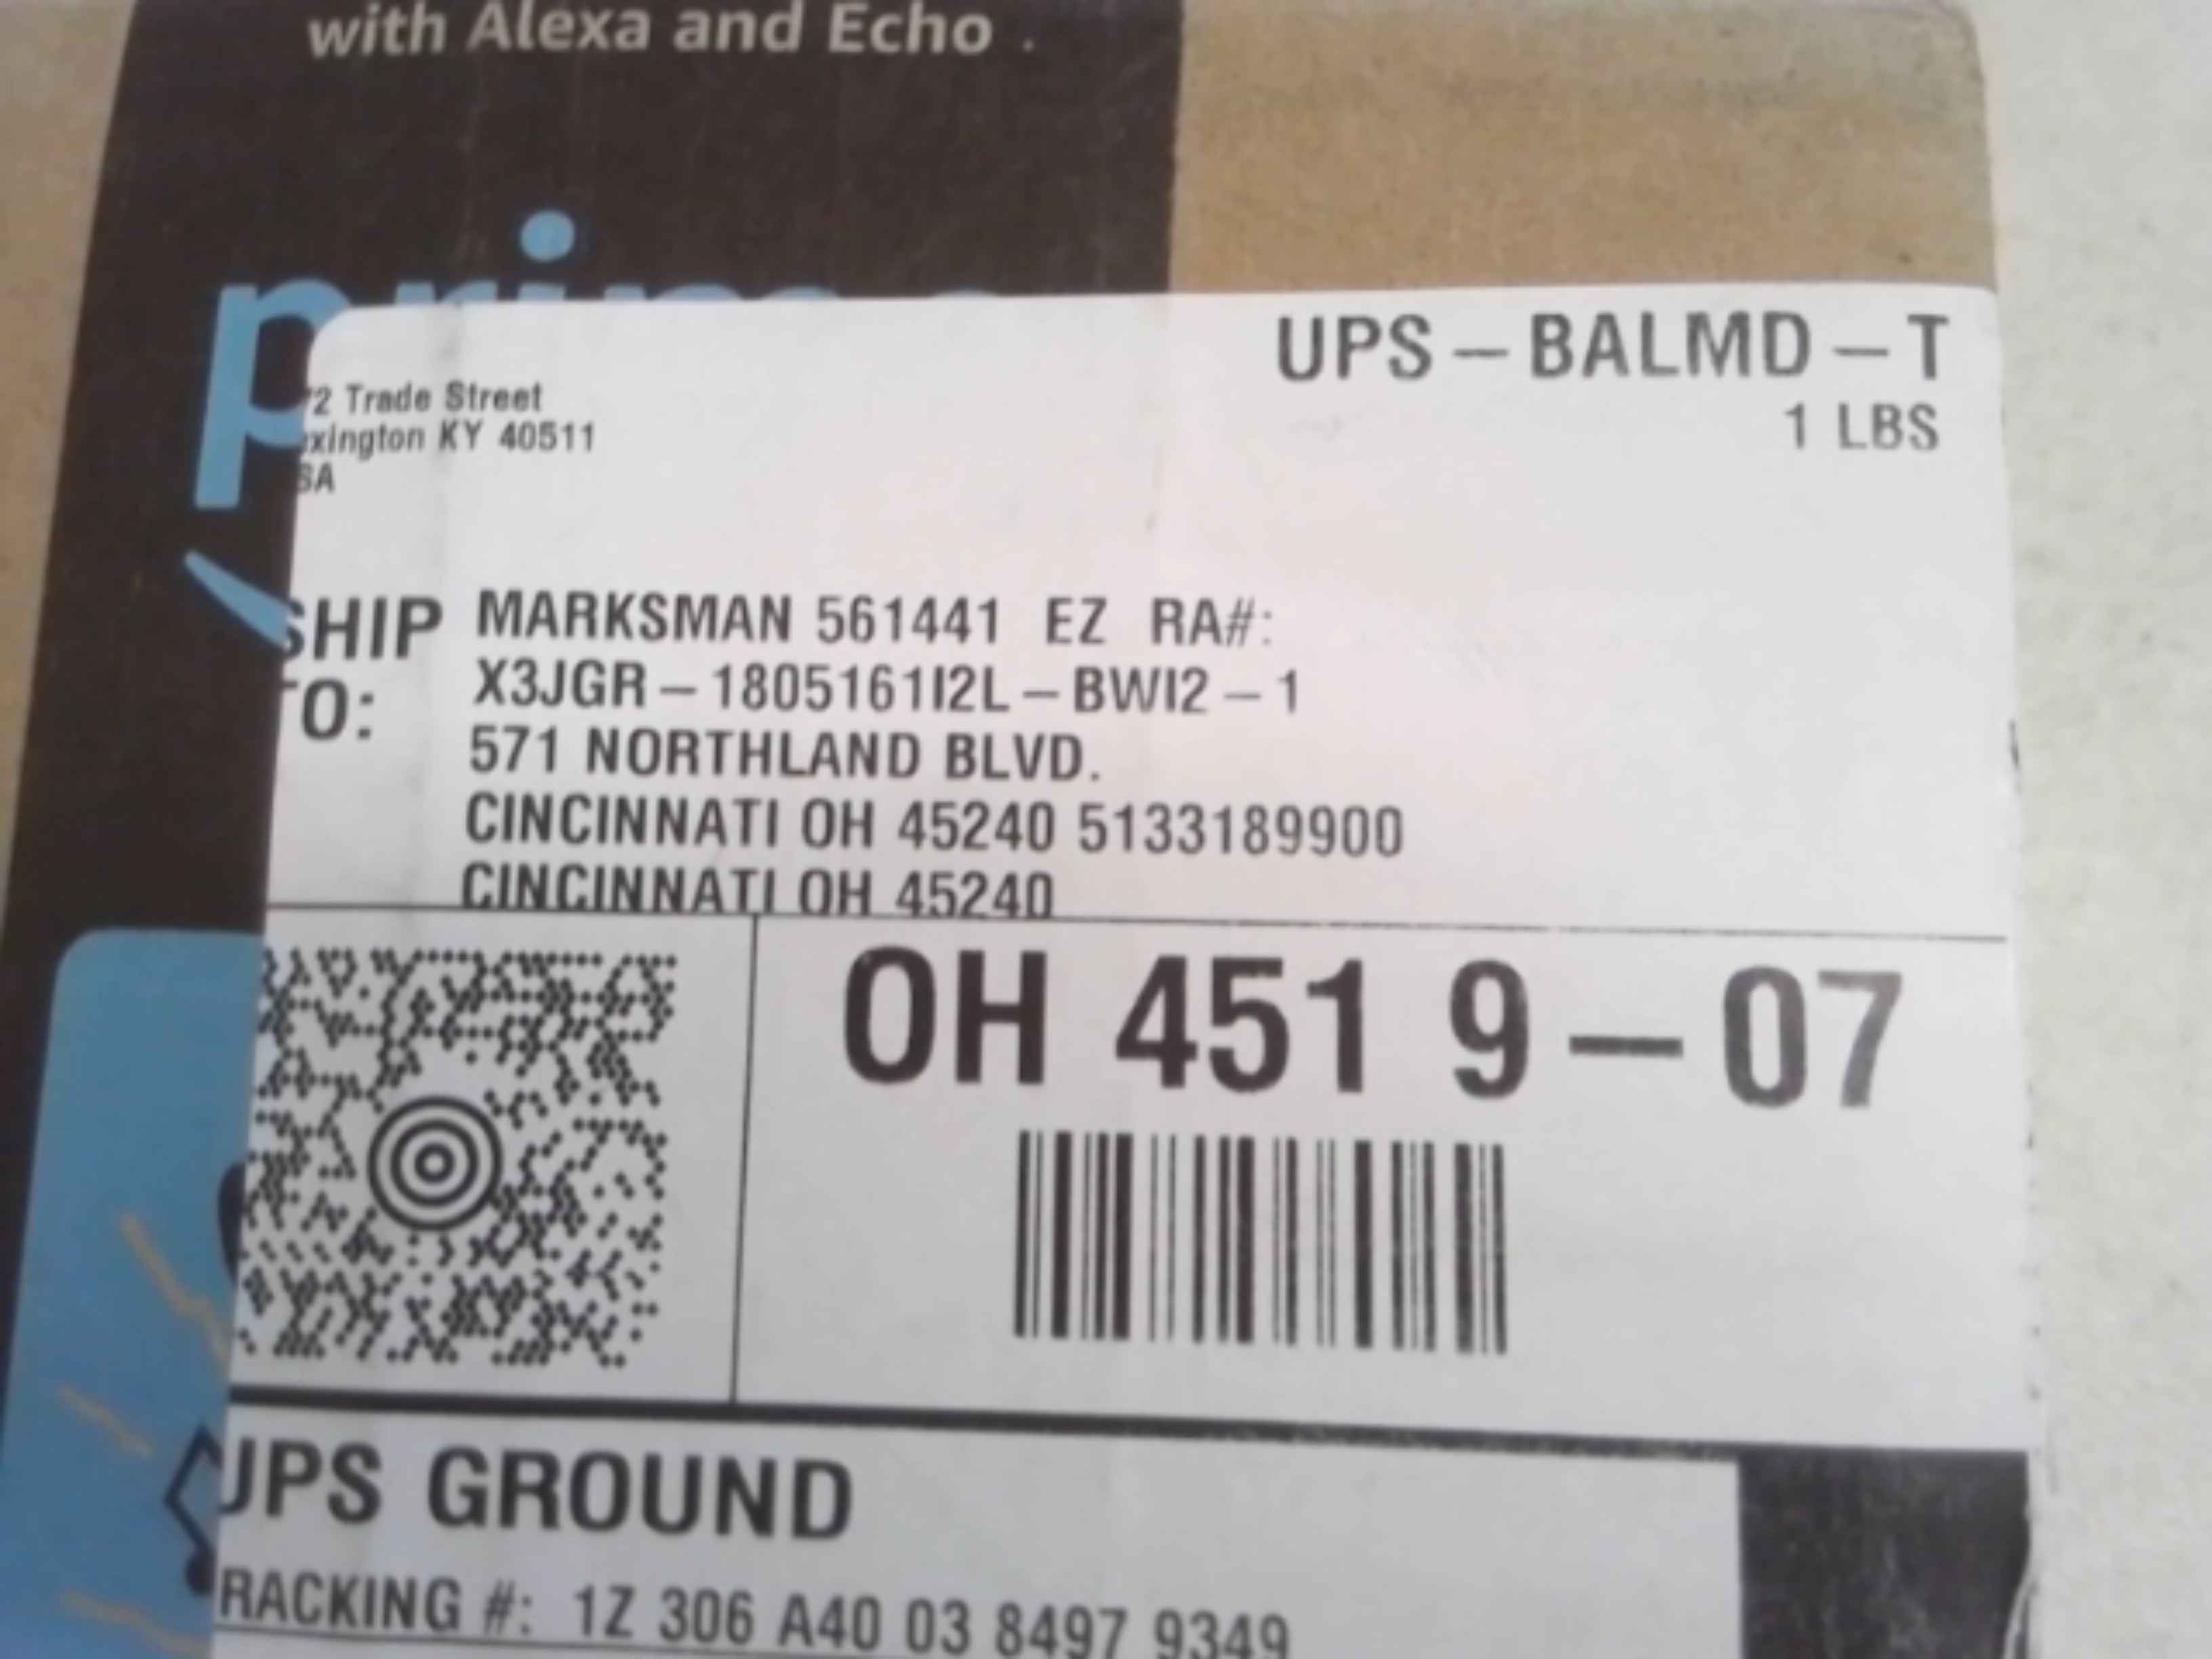 with Alexa and Echo .
UPS – BALMD – T
1 LBS
72 Trade Street
exington KY 40511
SA
SHIP TO:
MARKSMAN 561441 EZ RA#:
X3JGR – 1805161I2L – BWI2 – 1
571 NORTHLAND BLVD.
CINCINNATI OH 45240 5133189900
CINCINNATI OH 45240
OH 451 9 – 07
UPS GROUND
RACKING #: 1Z 306 A40 03 8497 9349